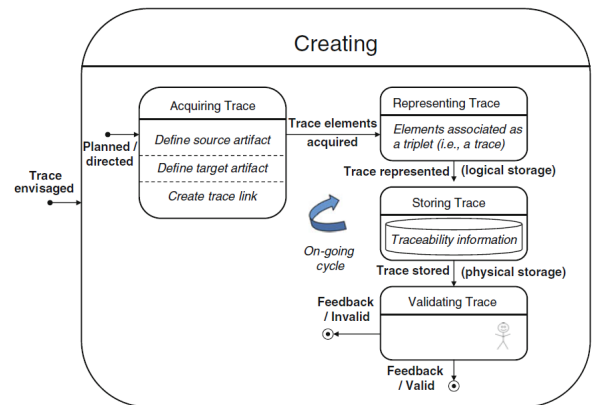 Creating
Acquiring Trace
Define source artifact
Define target artifact
Create trace link
Planned /
directed
Trace
envisaged
Trace elements
acquired
Representing Trace
Elements associated as
a triplet (i.e., a trace)
Trace represented (logical storage)
Storing Trace
Traceability information
On-going
cycle
Trace stored (physical storage)
Validating Trace
Feedback
/ Invalid
Feedback
/ Valid